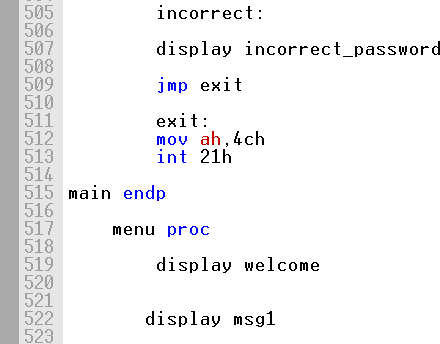 505 incorrect:
506
507 display incorrect_password
508
509 jmp exit
510
511 exit:
512 mov ah,4ch
513 int 21h
514
515 main endp
516
517 menu proc
518
519 display welcome
520
521
522 display msg1
523